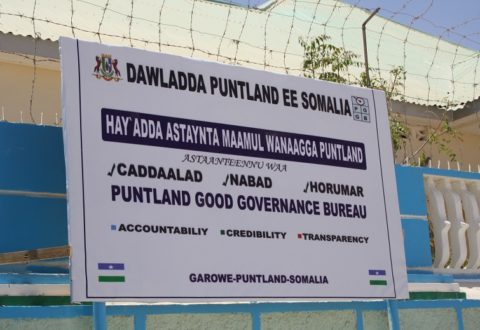 DAWLADDA PUNTLAND EE SOMALIA
HAY'ADDA ASTAYNTA MAAMUL WANAAGGA PUNTLAND
ASTAANTEENNU WAA
CADDAALAD NABAD HORUMAR
PUNTLAND GOOD GOVERNANCE BUREAU
ACCOUNTABILIY CREDIBILITY TRANSPARENCY
GAROWE-PUNTLAND-SOMALIA